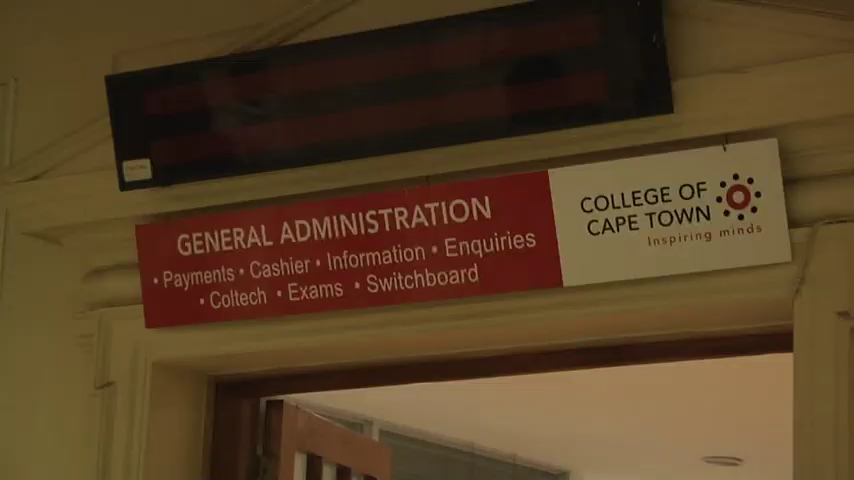 GENERAL ADMINISTRATION
• Payments • Cashier • Information • Enquiries
• Coltech • Exams • Switchboard
COLLEGE OF
CAPE TOWN
Inspiring minds